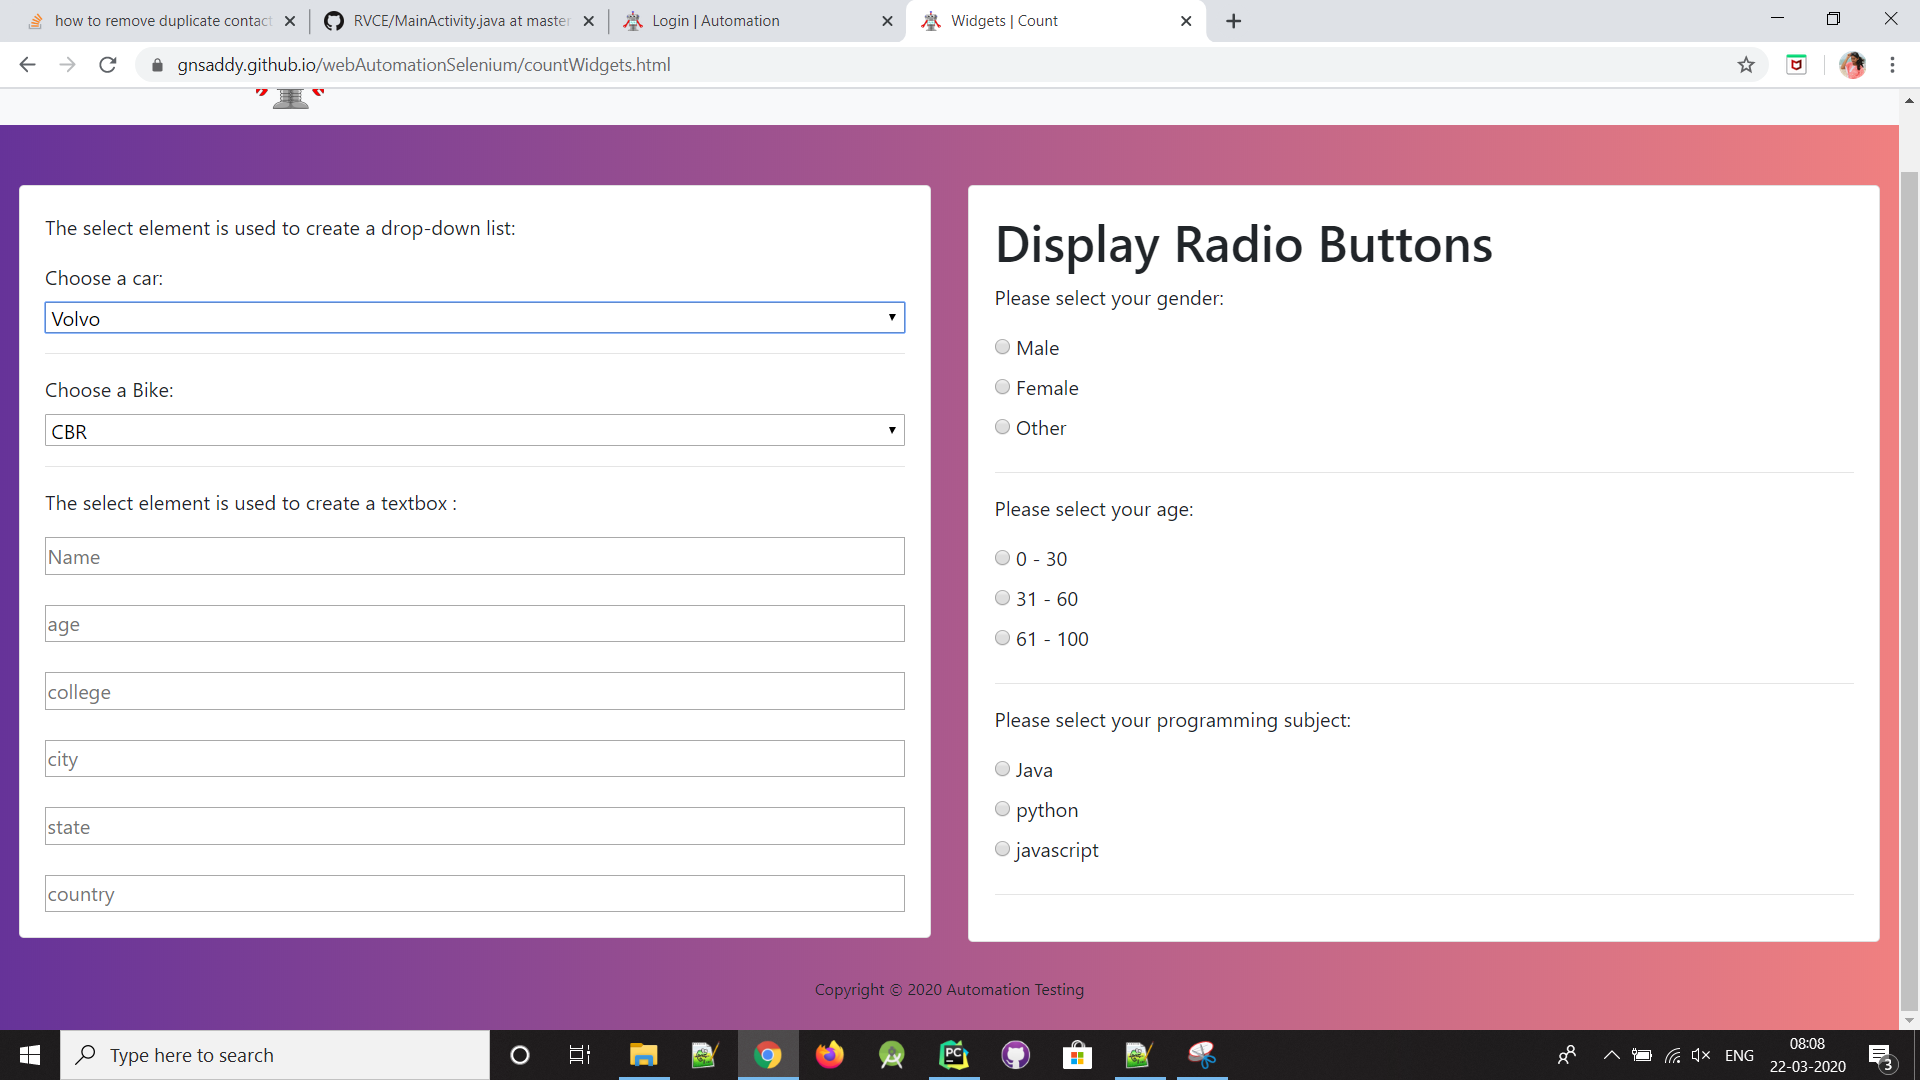 how to remove duplicate contact
RVCE/MainActivity.java at master
Login | Automation
Widgets | Count
gnsaddy.github.io/webAutomationSelenium/countWidgets.html
The select element is used to create a drop-down list:
Choose a car:
Volvo
Choose a Bike:
CBR
The select element is used to create a textbox :
Name
age
college
city
state
country
Display Radio Buttons
Please select your gender:
Male
Female
Other
Please select your age:
0 - 30
31 - 60
61 - 100
Please select your programming subject:
Java
python
javascript
Copyright © 2020 Automation Testing
Type here to search
PC
ENG
08:08
22-03-2020
3